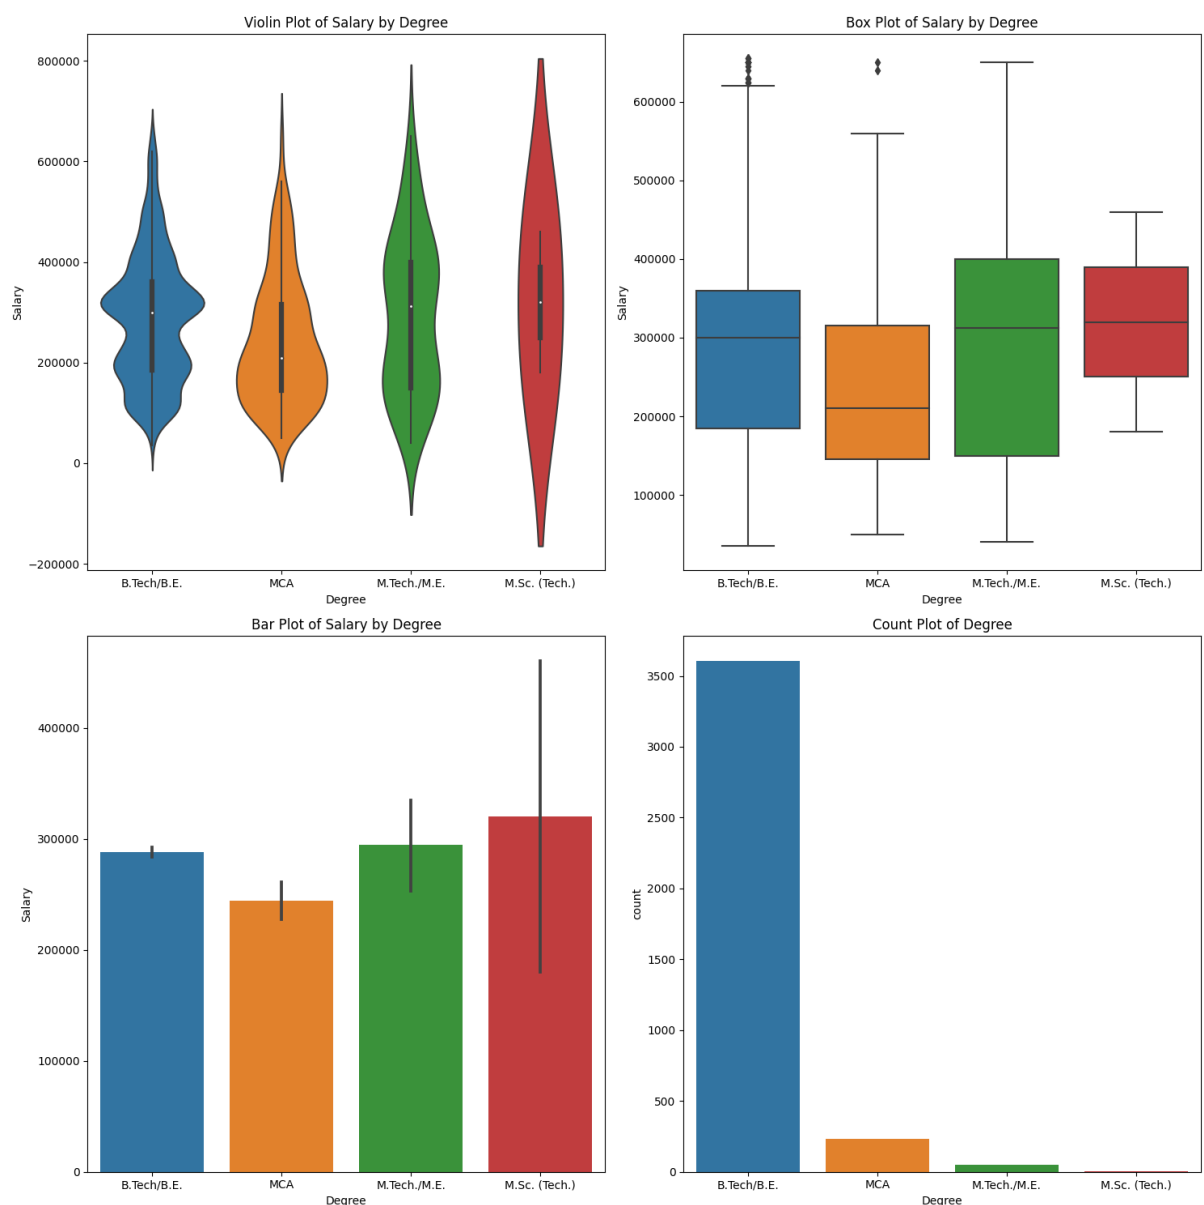 Violin Plot of Salary by Degree
800000
600000
400000
200000
0
−200000
Salary
B.Tech/B.E.
MCA
M.Tech./M.E.
M.Sc. (Tech.)
Degree
Box Plot of Salary by Degree
600000
500000
400000
300000
200000
100000
Salary
B.Tech/B.E.
MCA
M.Tech./M.E.
M.Sc. (Tech.)
Degree
Bar Plot of Salary by Degree
400000
300000
200000
100000
0
Salary
B.Tech/B.E.
MCA
M.Tech./M.E.
M.Sc. (Tech.)
Degree
Count Plot of Degree
3500
3000
2500
2000
1500
1000
500
0
count
B.Tech/B.E.
MCA
M.Tech./M.E.
M.Sc. (Tech.)
Degree